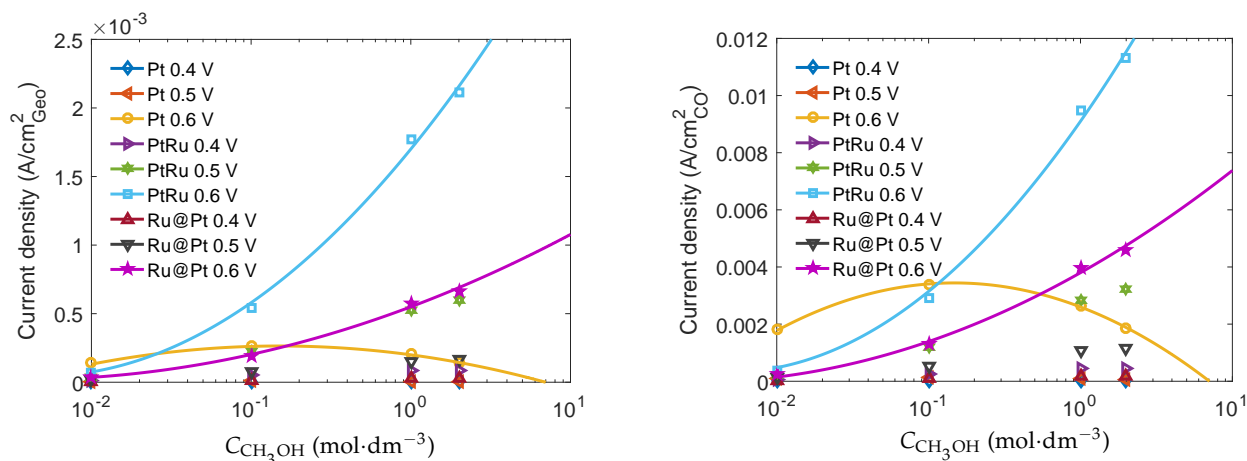 ×10⁻³
2.5
2
1.5
1
0.5
0
Current density (A/cm²Geo)
Pt 0.4 V
Pt 0.5 V
Pt 0.6 V
PtRu 0.4 V
PtRu 0.5 V
PtRu 0.6 V
Ru@Pt 0.4 V
Ru@Pt 0.5 V
Ru@Pt 0.6 V
10⁻² 10⁻¹ 10⁰ 10¹
C_CH₃OH (mol·dm⁻³)
0.012
0.01
0.008
0.006
0.004
0.002
0
Current density (A/cm²CO)
Pt 0.4 V
Pt 0.5 V
Pt 0.6 V
PtRu 0.4 V
PtRu 0.5 V
PtRu 0.6 V
Ru@Pt 0.4 V
Ru@Pt 0.5 V
Ru@Pt 0.6 V
10⁻² 10⁻¹ 10⁰ 10¹
C_CH₃OH (mol·dm⁻³)